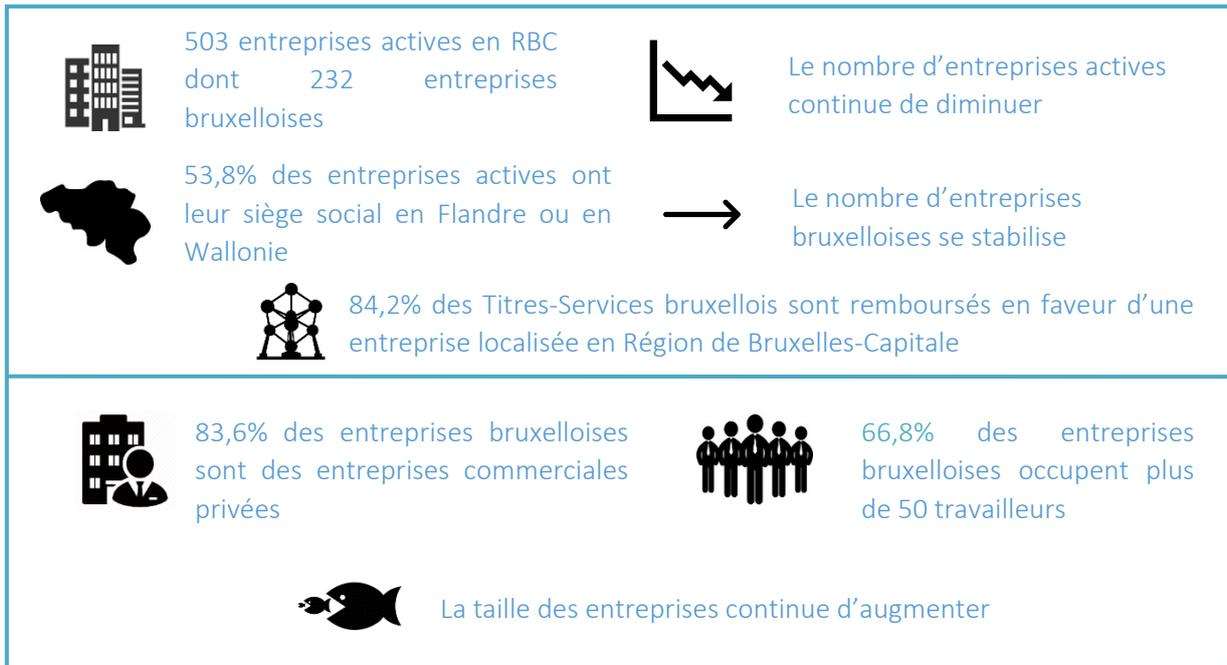 503 entreprises actives en RBC
dont 232 entreprises
bruxelloises
Le nombre d’entreprises actives
continue de diminuer
53,8% des entreprises actives ont
leur siège social en Flandre ou en
Wallonie
Le nombre d’entreprises
bruxelloises se stabilise
84,2% des Titres-Services bruxellois sont remboursés en faveur d’une
entreprise localisée en Région de Bruxelles-Capitale
83,6% des entreprises bruxelloises
sont des entreprises commerciales
privées
66,8% des entreprises
bruxelloises occupent plus
de 50 travailleurs
La taille des entreprises continue d’augmenter